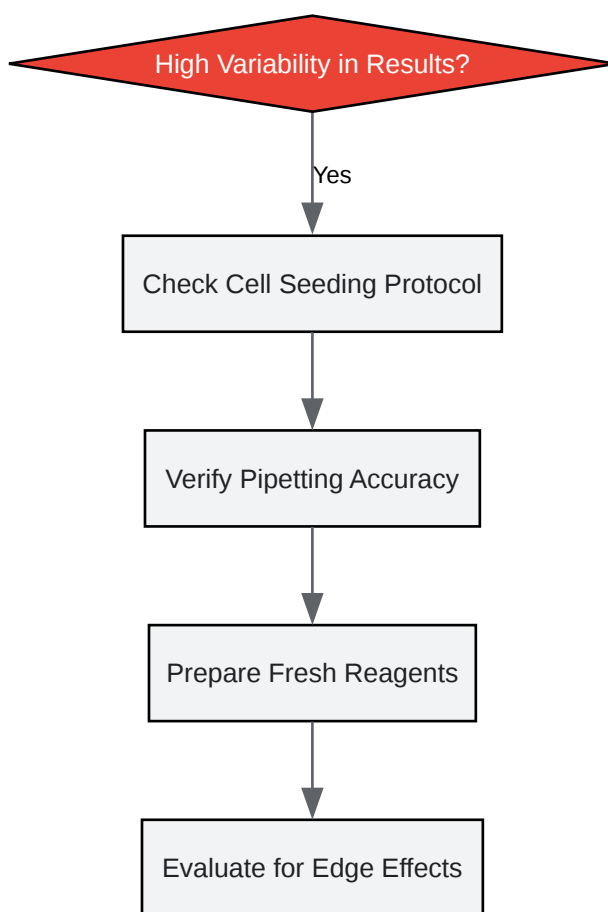 High Variability in Results?
Yes
Check Cell Seeding Protocol
Verify Pipetting Accuracy
Prepare Fresh Reagents
Evaluate for Edge Effects